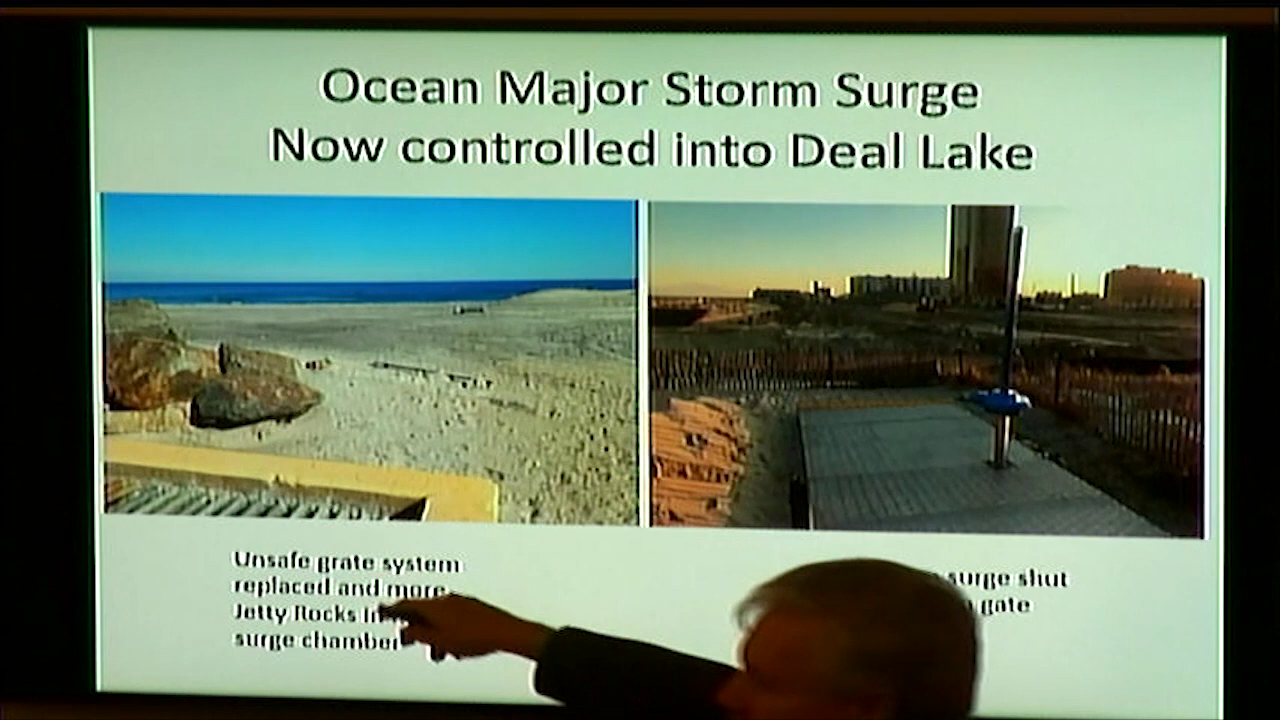 Ocean Major Storm Surge
Now controlled into Deal Lake
Unsafe grate system
replaced and more
Jetty Rocks
surge chamber
surge shut
gate